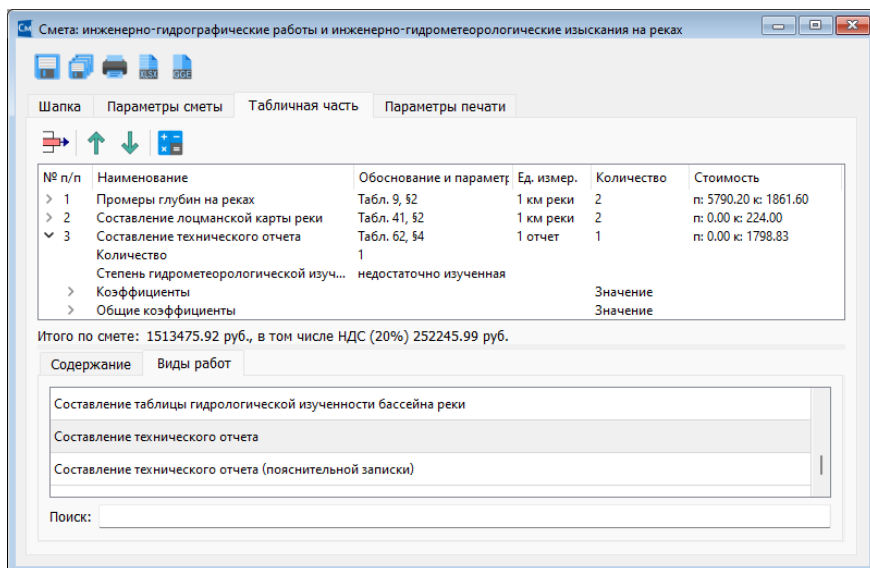 См Смета: инженерно-гидрографические работы и инженерно-гидрометеорологические изыскания на реках
XLSX GGE
Шапка Параметры сметы Табличная часть Параметры печати
№ п/п Наименование Обоснование и параметр Ед. измер. Количество Стоимость
1 Промеры глубин на реках Табл. 9, §2 1 км реки 2 п: 5790.20 к: 1861.60
2 Составление лоцманской карты реки Табл. 41, §2 1 км реки 2 п: 0.00 к: 224.00
3 Составление технического отчета Табл. 62, §4 1 отчет 1 п: 0.00 к: 1798.83
Количество 1
Степень гидрометеорологической изуч... недостаточно изученная
Коэффициенты Значение
Общие коэффициенты Значение
Итого по смете: 1513475.92 руб., в том числе НДС (20%) 252245.99 руб.
Содержание Виды работ
Составление таблицы гидрологической изученности бассейна реки
Составление технического отчета
Составление технического отчета (пояснительной записки)
Поиск: